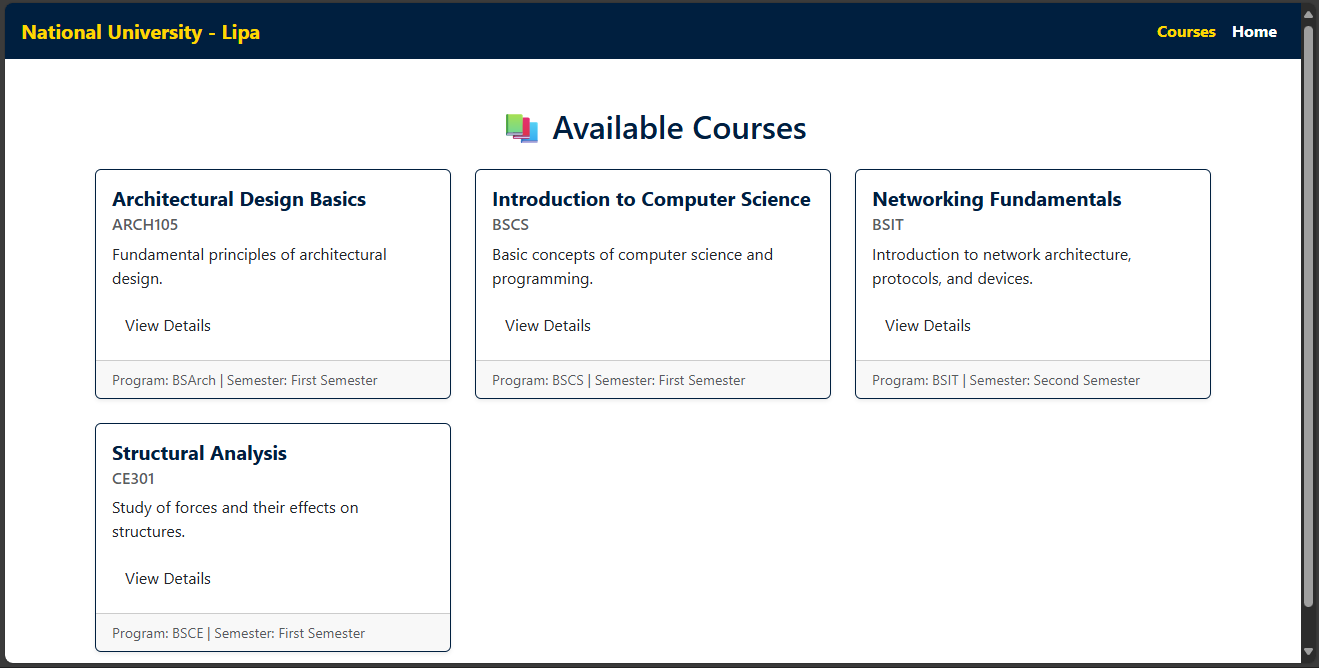 National University - Lipa
Courses Home
Available Courses
Architectural Design Basics
ARCH105
Fundamental principles of architectural
design.
View Details
Program: BSArch | Semester: First Semester
Introduction to Computer Science
BSCS
Basic concepts of computer science and
programming.
View Details
Program: BSCS | Semester: First Semester
Networking Fundamentals
BSIT
Introduction to network architecture,
protocols, and devices.
View Details
Program: BSIT | Semester: Second Semester
Structural Analysis
CE301
Study of forces and their effects on
structures.
View Details
Program: BSCE | Semester: First Semester